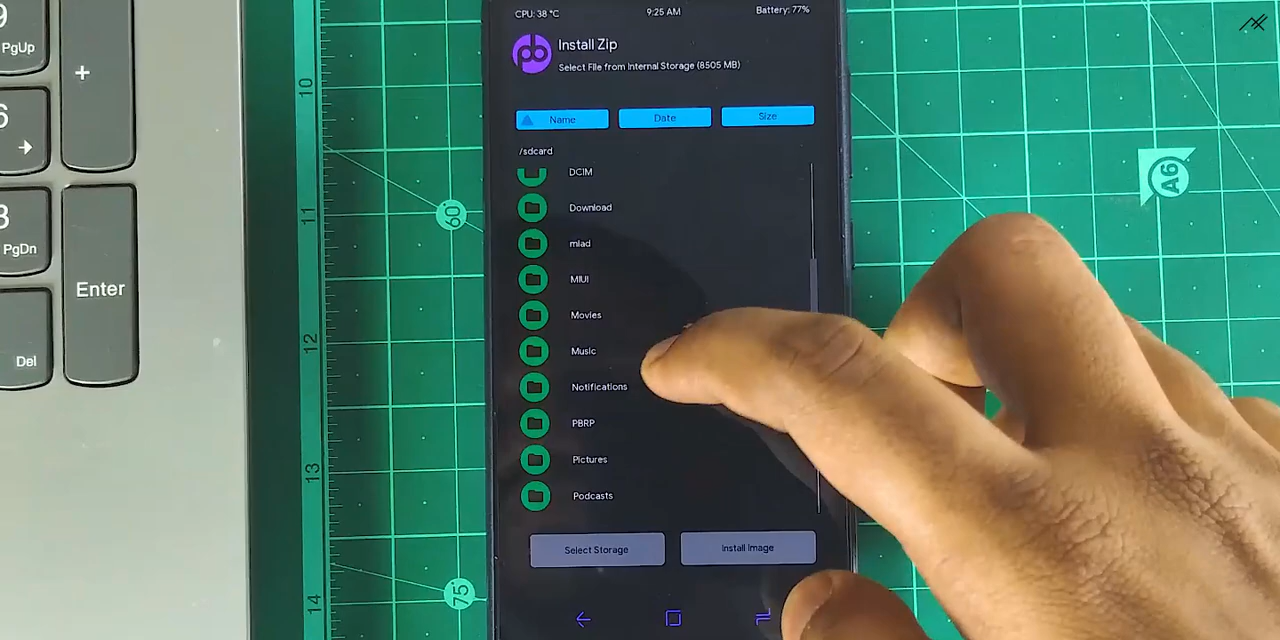 CPU: 38 °C 9:25 AM Battery: 77%
Install Zip
Select File from Internal Storage (8505 MB)
Name Date Size
/sdcard
DCIM
Download
mlad
MIUI
Movies
Music
Notifications
PBRP
Pictures
Podcasts
Select Storage Install Image
9
PgUp
+
6
3
PgDn
Enter
Del
10
11
12
13
14
60
75
A6